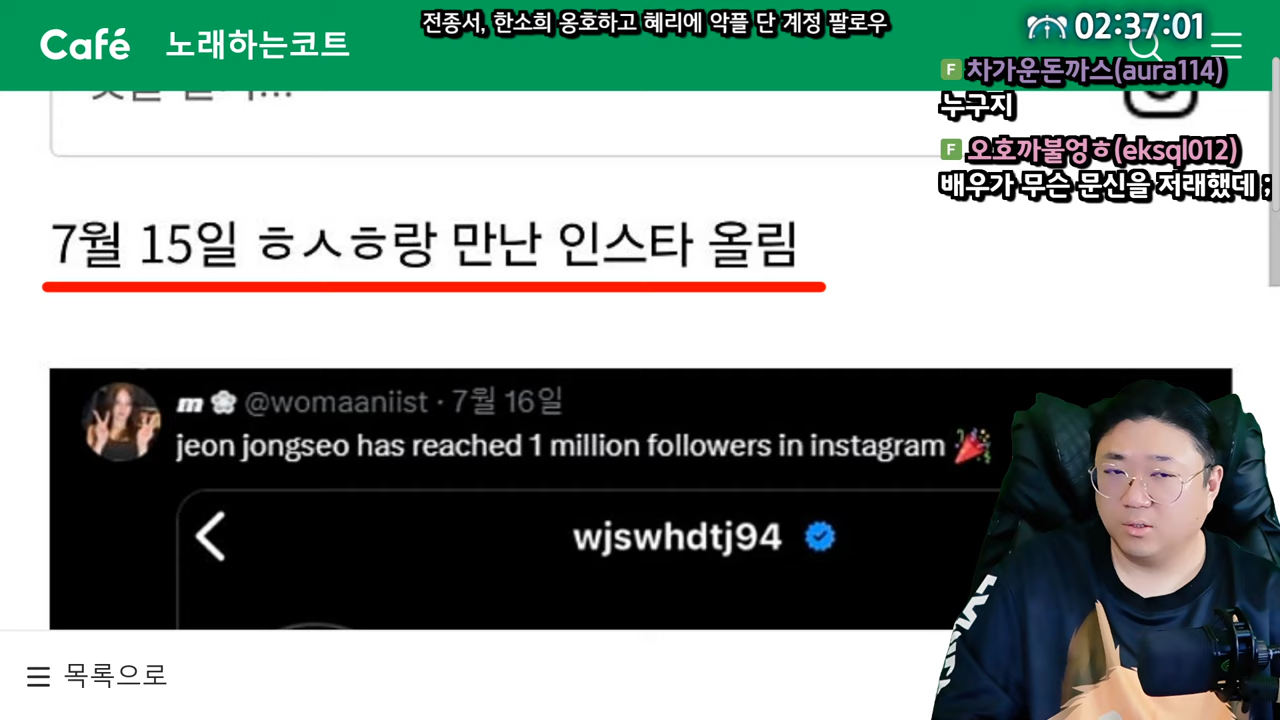 Café 노래하는코트
전종서, 한소희 옹호하고 혜리에 악플 단 계정 팔로우
02:37:01
F 차가운돈까스(aura114)
누구지
F 오호까불엉ㅎ(eksql012)
배우가 무슨 문신을 저래했데 ;
7월 15일 ㅎㅅㅎ랑 만난 인스타 올림
m @womaaniist · 7월 16일
jeon jongseo has reached 1 million followers in instagram 🎉
wjswhdtj94
목록으로